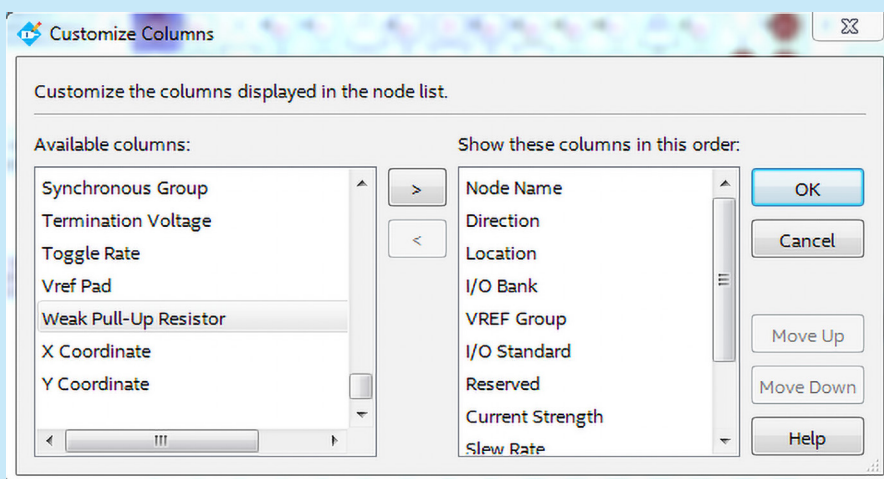 Customize Columns
Customize the columns displayed in the node list.
Available columns:
Synchronous Group
Termination Voltage
Toggle Rate
Vref Pad
Weak Pull-Up Resistor
X Coordinate
Y Coordinate
>
<
Show these columns in this order:
Node Name
Direction
Location
I/O Bank
VREF Group
I/O Standard
Reserved
Current Strength
Slew Rate
OK
Cancel
Move Up
Move Down
Help